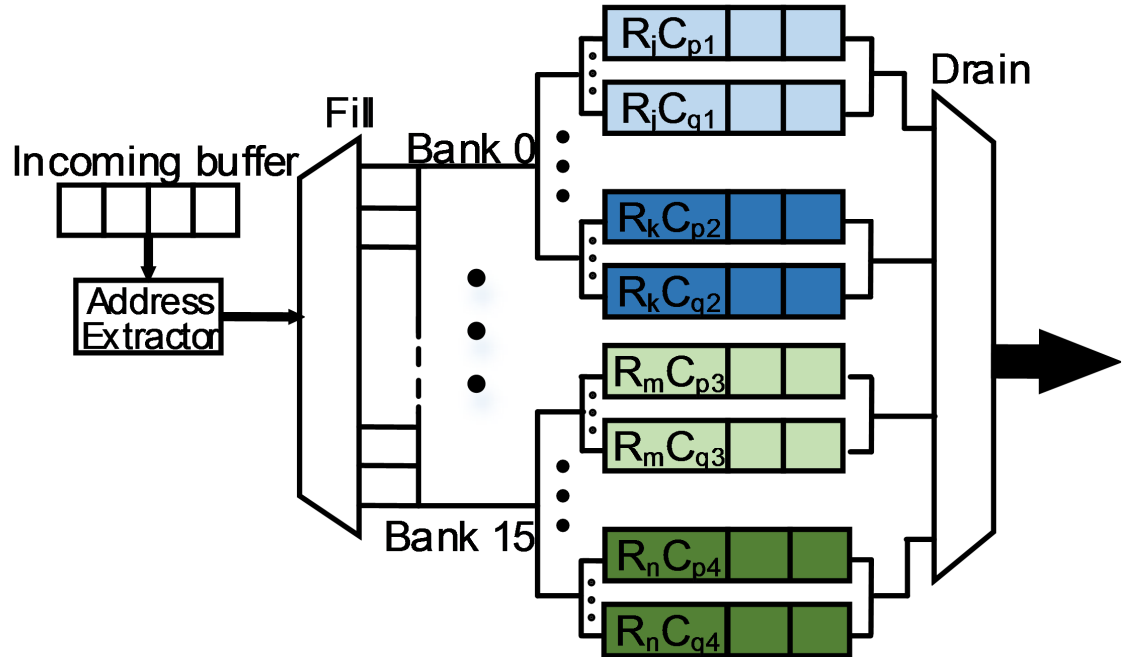 Incoming buffer
Address
Extractor
Fill
Bank 0
Bank 15
RjCp1
RjCq1
RkCp2
RkCq2
RmCp3
RmCq3
RnCp4
RnCq4
Drain